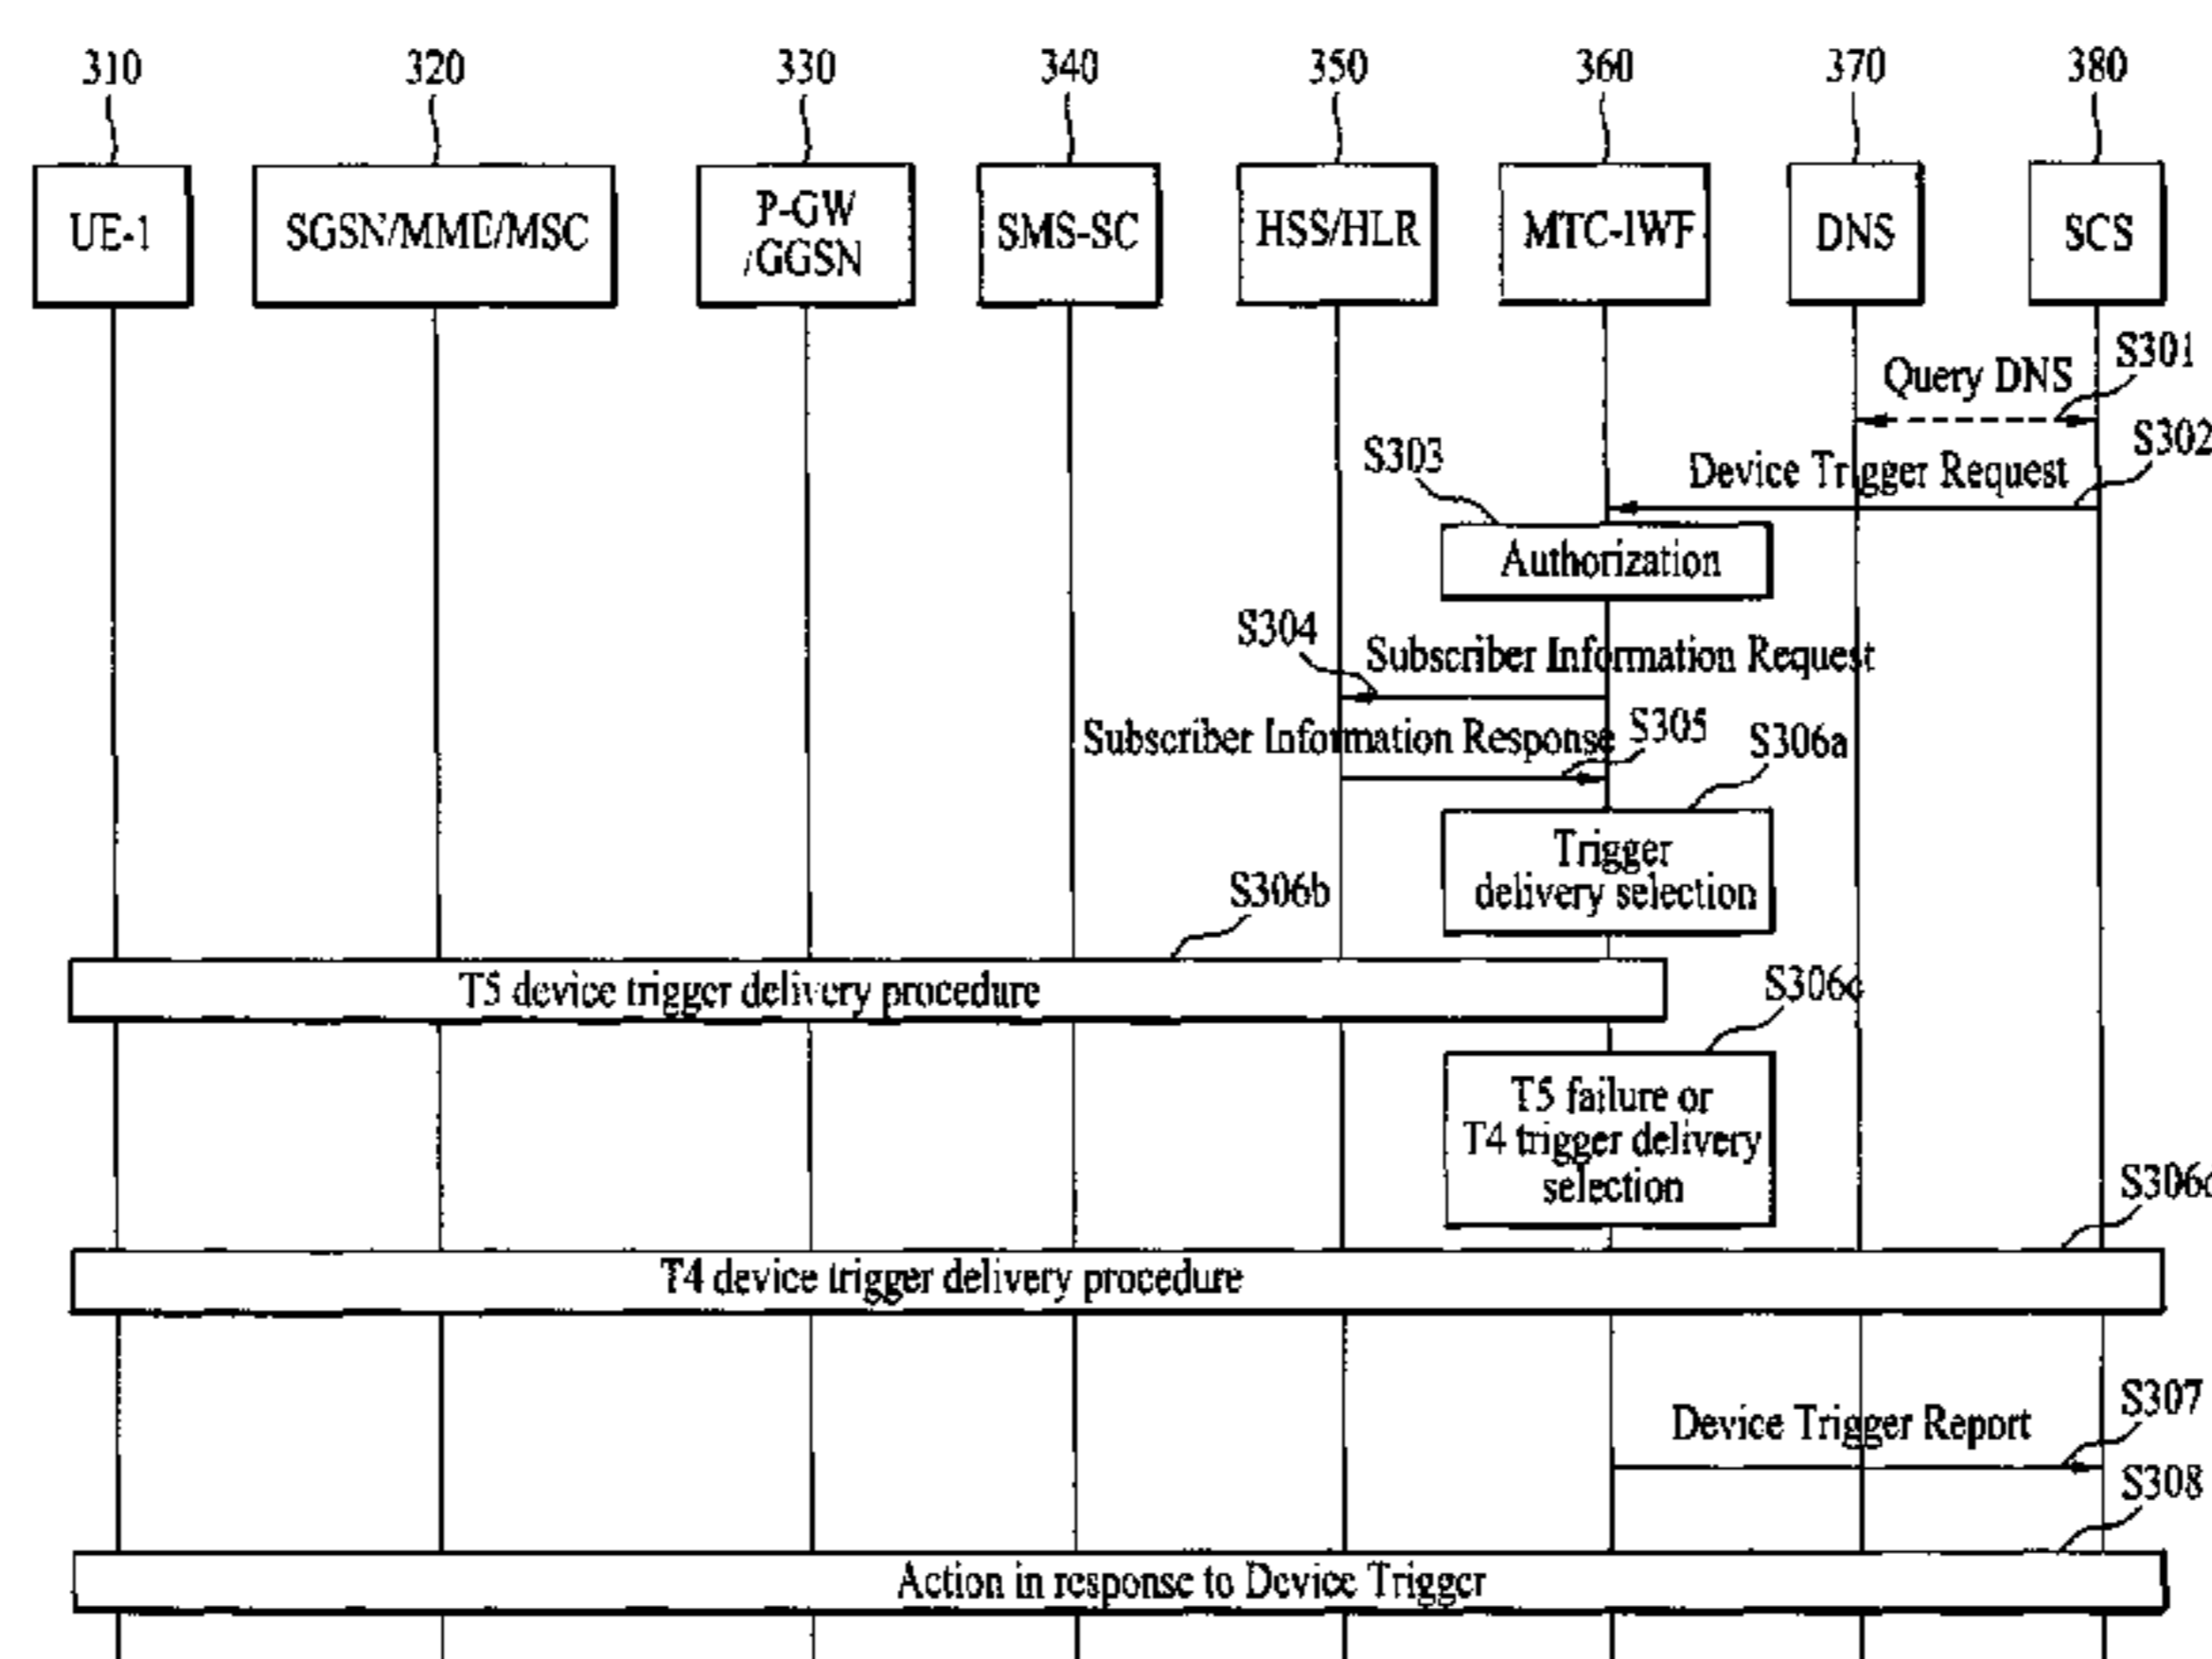 310
320
330
340
350
360
370
380
UE-1
SGSN/MME/MSC
P-GW
/GGSN
SMS-SC
HSS/HLR
MTC-IWF
DNS
SCS
S301
Query DNS
S302
Device Trigger Request
S303
Authorization
S304
Subscriber Information Request
Subscriber Information Response
S305
S306a
Trigger
delivery selection
S306b
T5 device trigger delivery procedure
S306c
T5 failure or
T4 trigger delivery
selection
T4 device trigger delivery procedure
S307
Device Trigger Report
S308
Action in response to Device Trigger